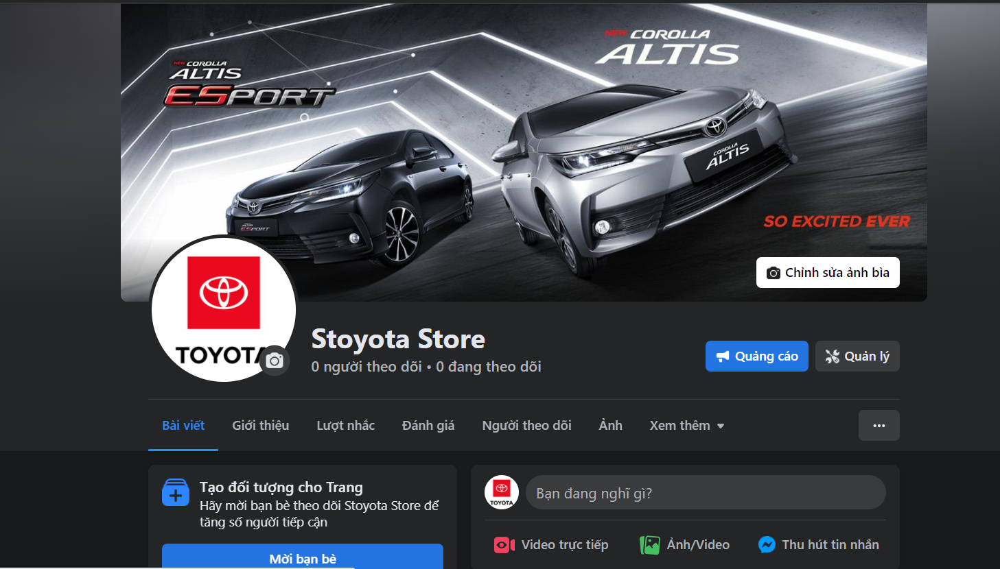 NEW COROLLA
ALTIS
ESPORT
NEW COROLLA
ALTIS
COROLLA
ALTIS
ALTIS
ESPORT
SO EXCITED EVER
Chỉnh sửa ảnh bìa
TOYOTA
Stoyota Store
0 người theo dõi • 0 đang theo dõi
Quảng cáo
Quản lý
Bài viết
Giới thiệu
Lượt nhắc
Đánh giá
Người theo dõi
Ảnh
Xem thêm
Tạo đối tượng cho Trang
Hãy mời bạn bè theo dõi Stoyota Store để
tăng số người tiếp cận
Mời bạn bè
TOYOTA
Bạn đang nghĩ gì?
Video trực tiếp
Ảnh/Video
Thu hút tin nhắn